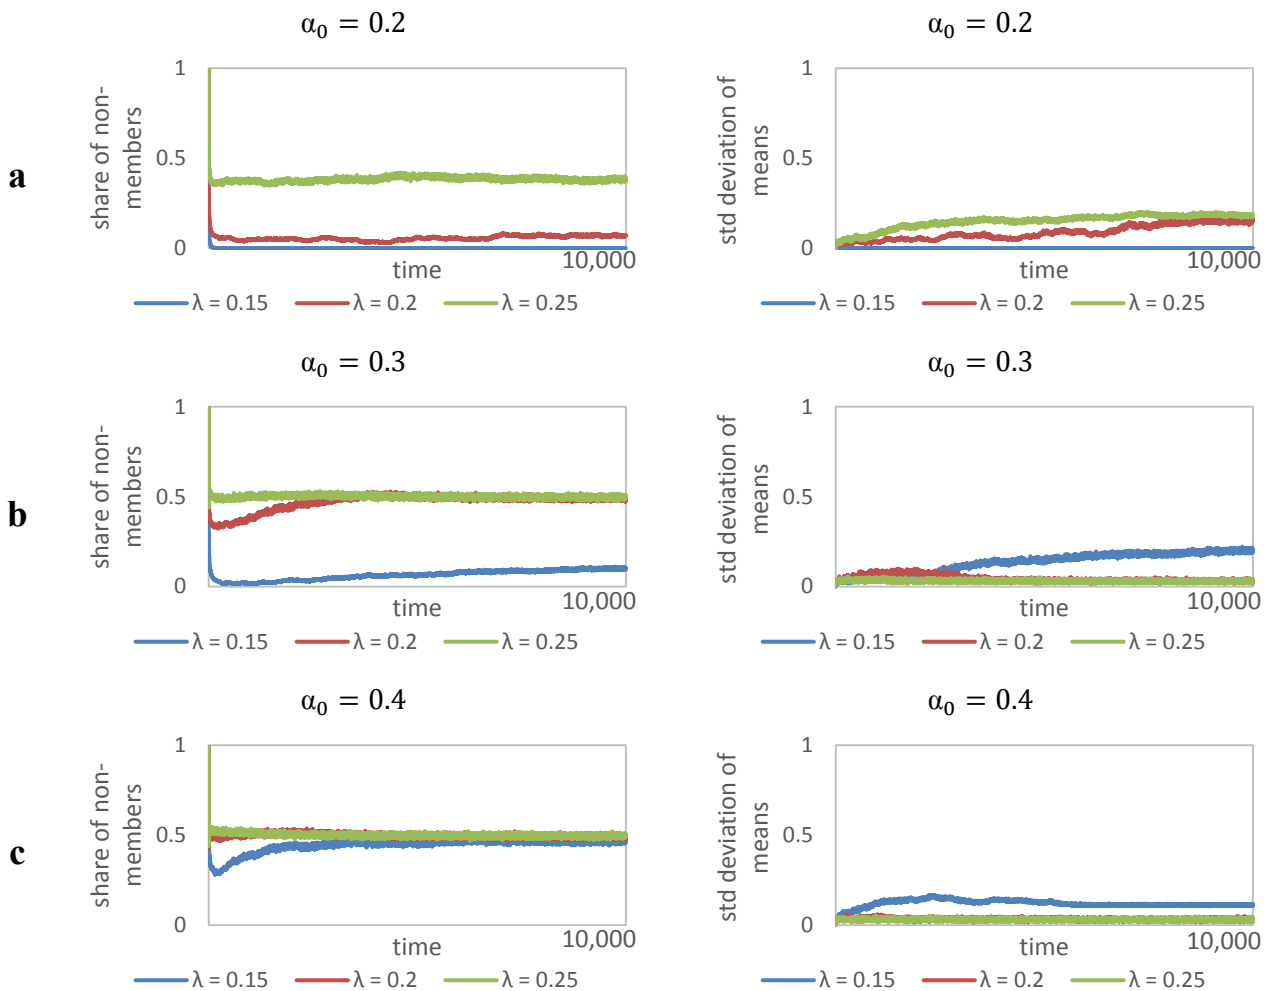 α₀ = 0.2
share of non-
members
1
0.5
0
time
10,000
λ = 0.15 λ = 0.2 λ = 0.25
α₀ = 0.2
std deviation of
means
1
0.5
0
time
10,000
λ = 0.15 λ = 0.2 λ = 0.25
a
α₀ = 0.3
share of non-
members
1
0.5
0
time
10,000
λ = 0.15 λ = 0.2 λ = 0.25
α₀ = 0.3
std deviation of
means
1
0.5
0
time
10,000
λ = 0.15 λ = 0.2 λ = 0.25
b
α₀ = 0.4
share of non-
members
1
0.5
0
time
10,000
λ = 0.15 λ = 0.2 λ = 0.25
α₀ = 0.4
std deviation of
means
1
0.5
0
time
10,000
λ = 0.15 λ = 0.2 λ = 0.25
c